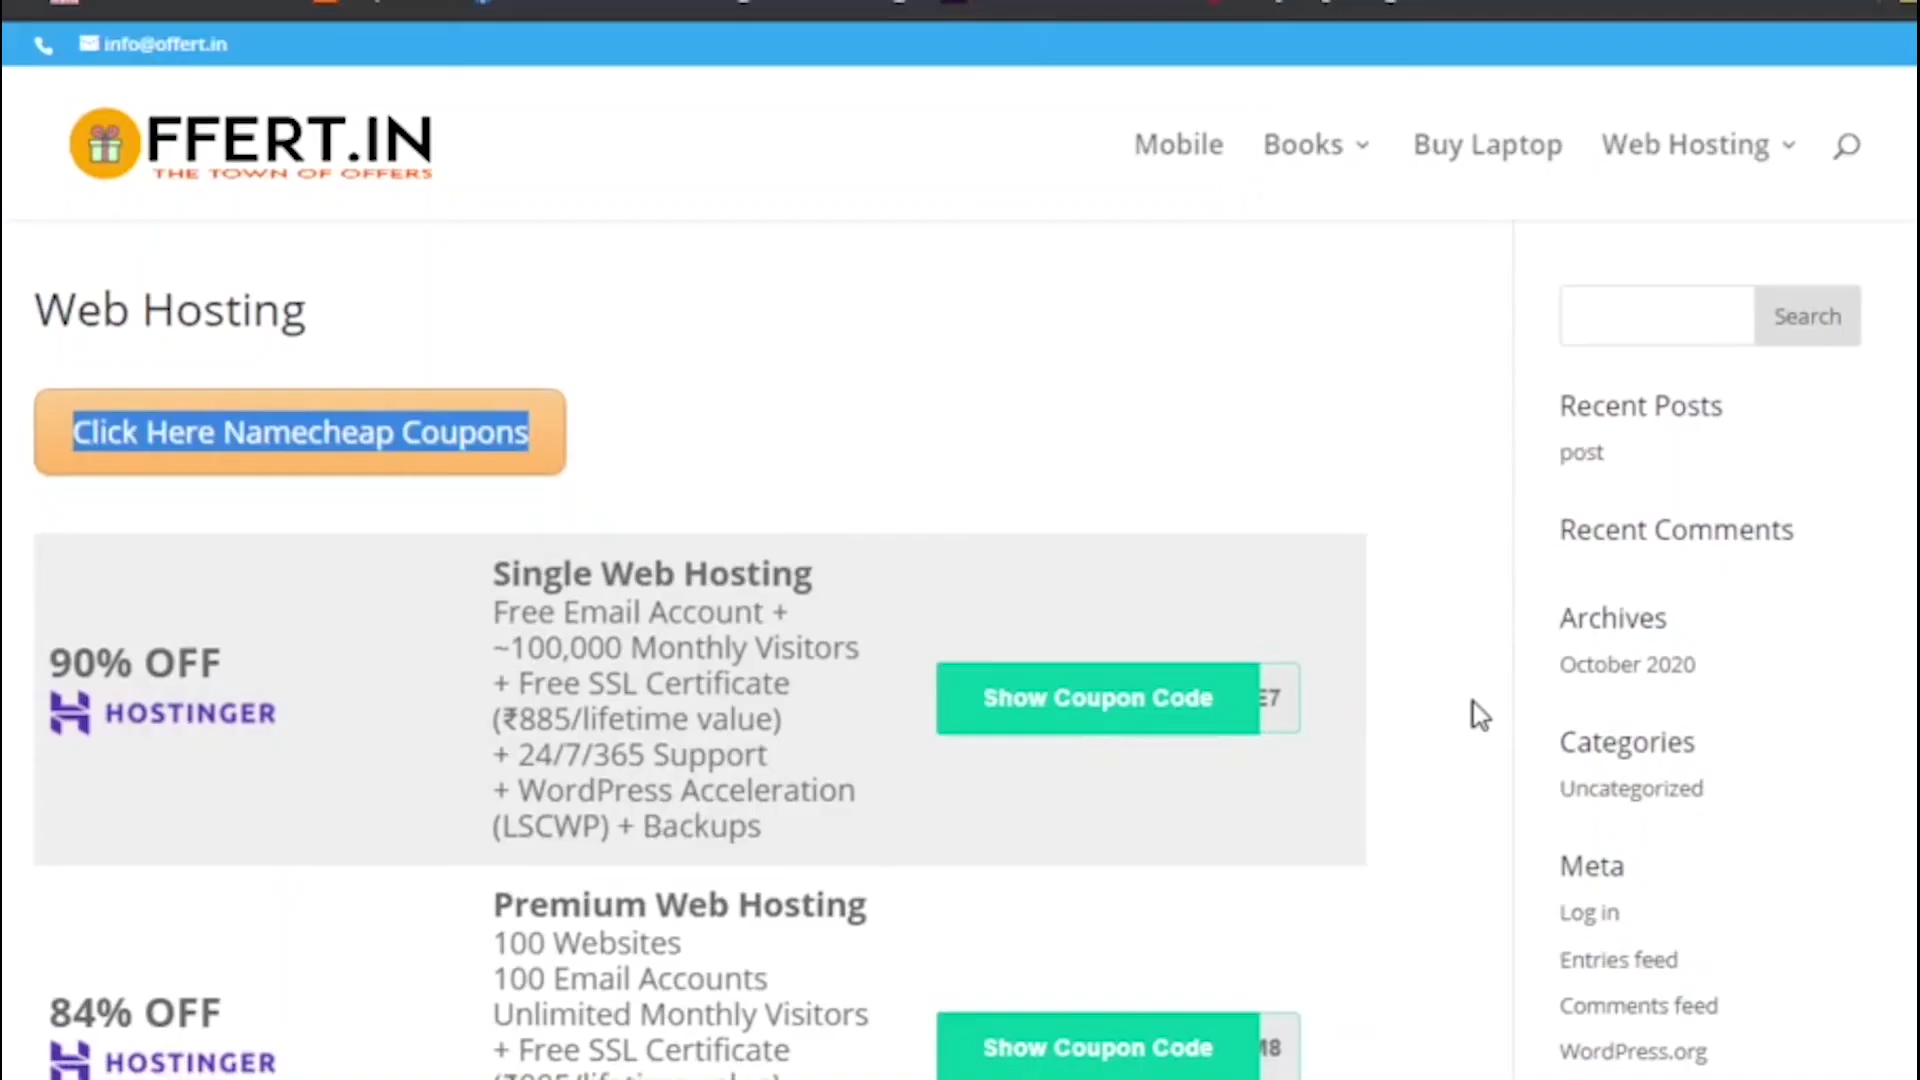 info@offert.in
FFERT.IN
THE TOWN OF OFFERS
Mobile
Books
Buy Laptop
Web Hosting
Web Hosting
Search
Click Here Namecheap Coupons
Recent Posts
post
Recent Comments
Archives
October 2020
Categories
Uncategorized
Meta
Log in
Entries feed
Comments feed
WordPress.org
90% OFF
HOSTINGER
Single Web Hosting
Free Email Account +
~100,000 Monthly Visitors
+ Free SSL Certificate
(₹885/lifetime value)
+ 24/7/365 Support
+ WordPress Acceleration
(LSCWP) + Backups
Show Coupon Code
E7
84% OFF
HOSTINGER
Premium Web Hosting
100 Websites
100 Email Accounts
Unlimited Monthly Visitors
+ Free SSL Certificate
Show Coupon Code